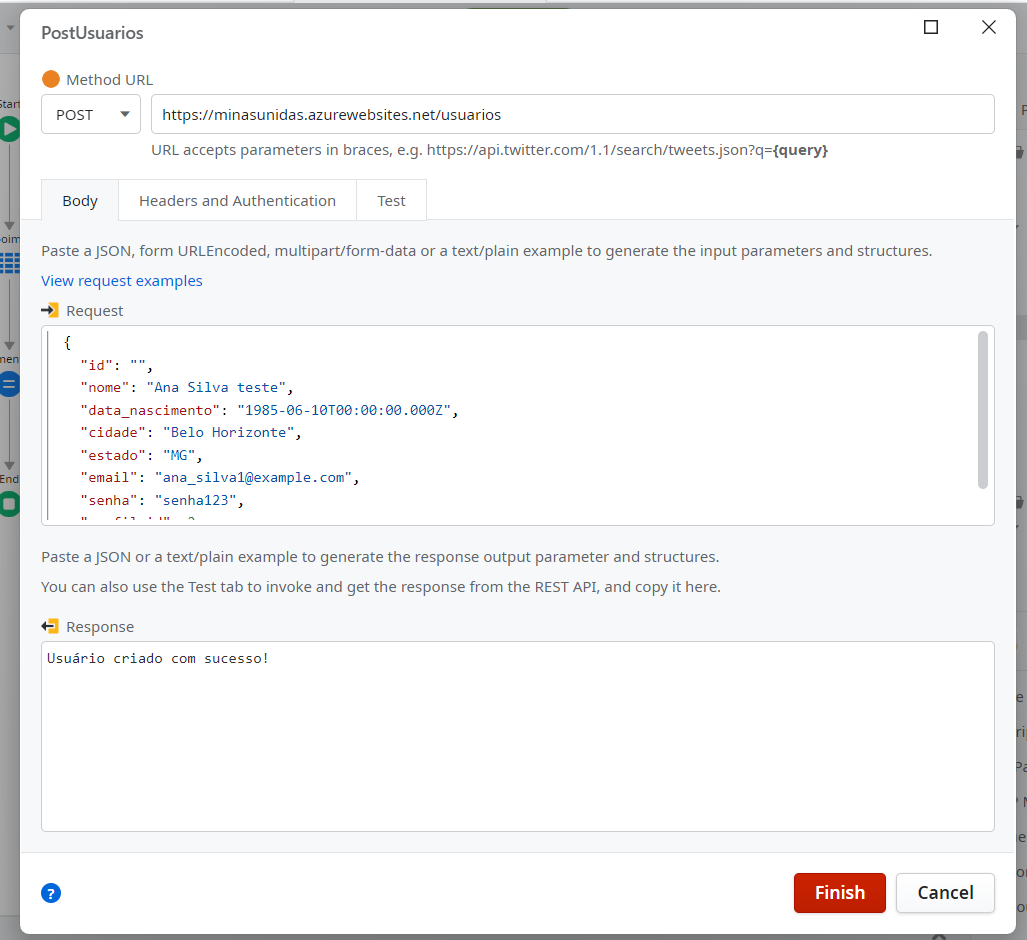 PostUsuarios
Method URL
POST
https://minasunidas.azurewebsites.net/usuarios
URL accepts parameters in braces, e.g. https://api.twitter.com/1.1/search/tweets.json?q={query}
Body
Headers and Authentication
Test
Paste a JSON, form URLEncoded, multipart/form-data or a text/plain example to generate the input parameters and structures.
View request examples
Request
{
"id": "",
"nome": "Ana Silva teste",
"data_nascimento": "1985-06-10T00:00:00.000Z",
"cidade": "Belo Horizonte",
"estado": "MG",
"email": "ana_silva1@example.com",
"senha": "senha123",
Paste a JSON or a text/plain example to generate the response output parameter and structures.
You can also use the Test tab to invoke and get the response from the REST API, and copy it here.
Response
Usuário criado com sucesso!
?
Finish
Cancel
End